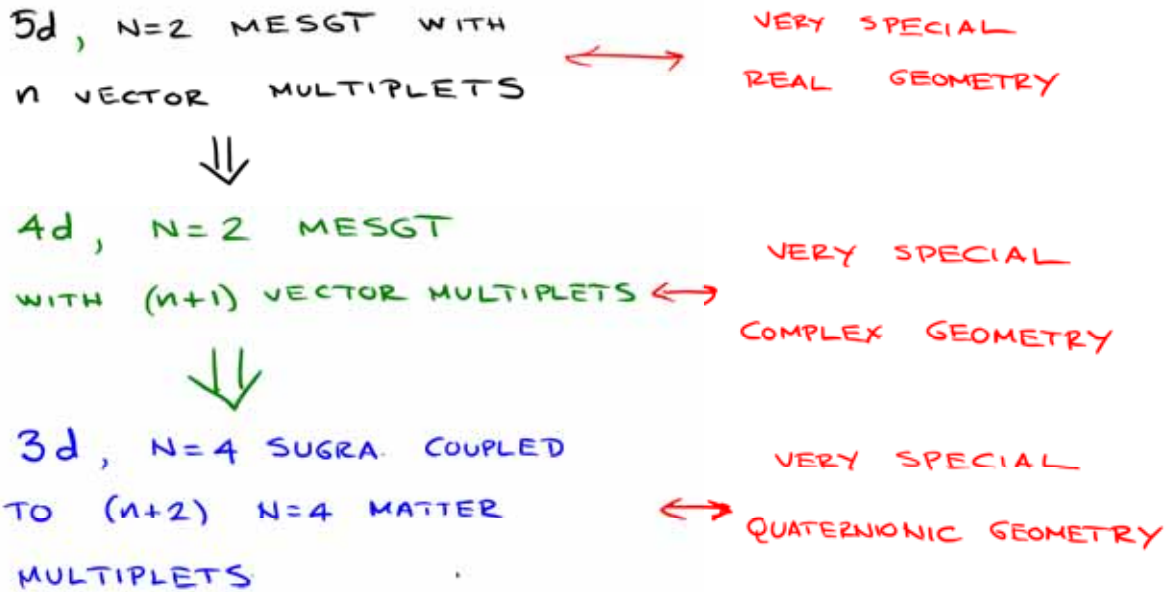 5d, N=2 MESGT WITH
n VECTOR MULTIPLETS
VERY SPECIAL
REAL GEOMETRY
4d, N=2 MESGT
WITH (n+1) VECTOR MULTIPLETS
VERY SPECIAL
COMPLEX GEOMETRY
3d, N=4 SUGRA COUPLED
TO (n+2) N=4 MATTER
MULTIPLETS
VERY SPECIAL
QUATERNIONIC GEOMETRY